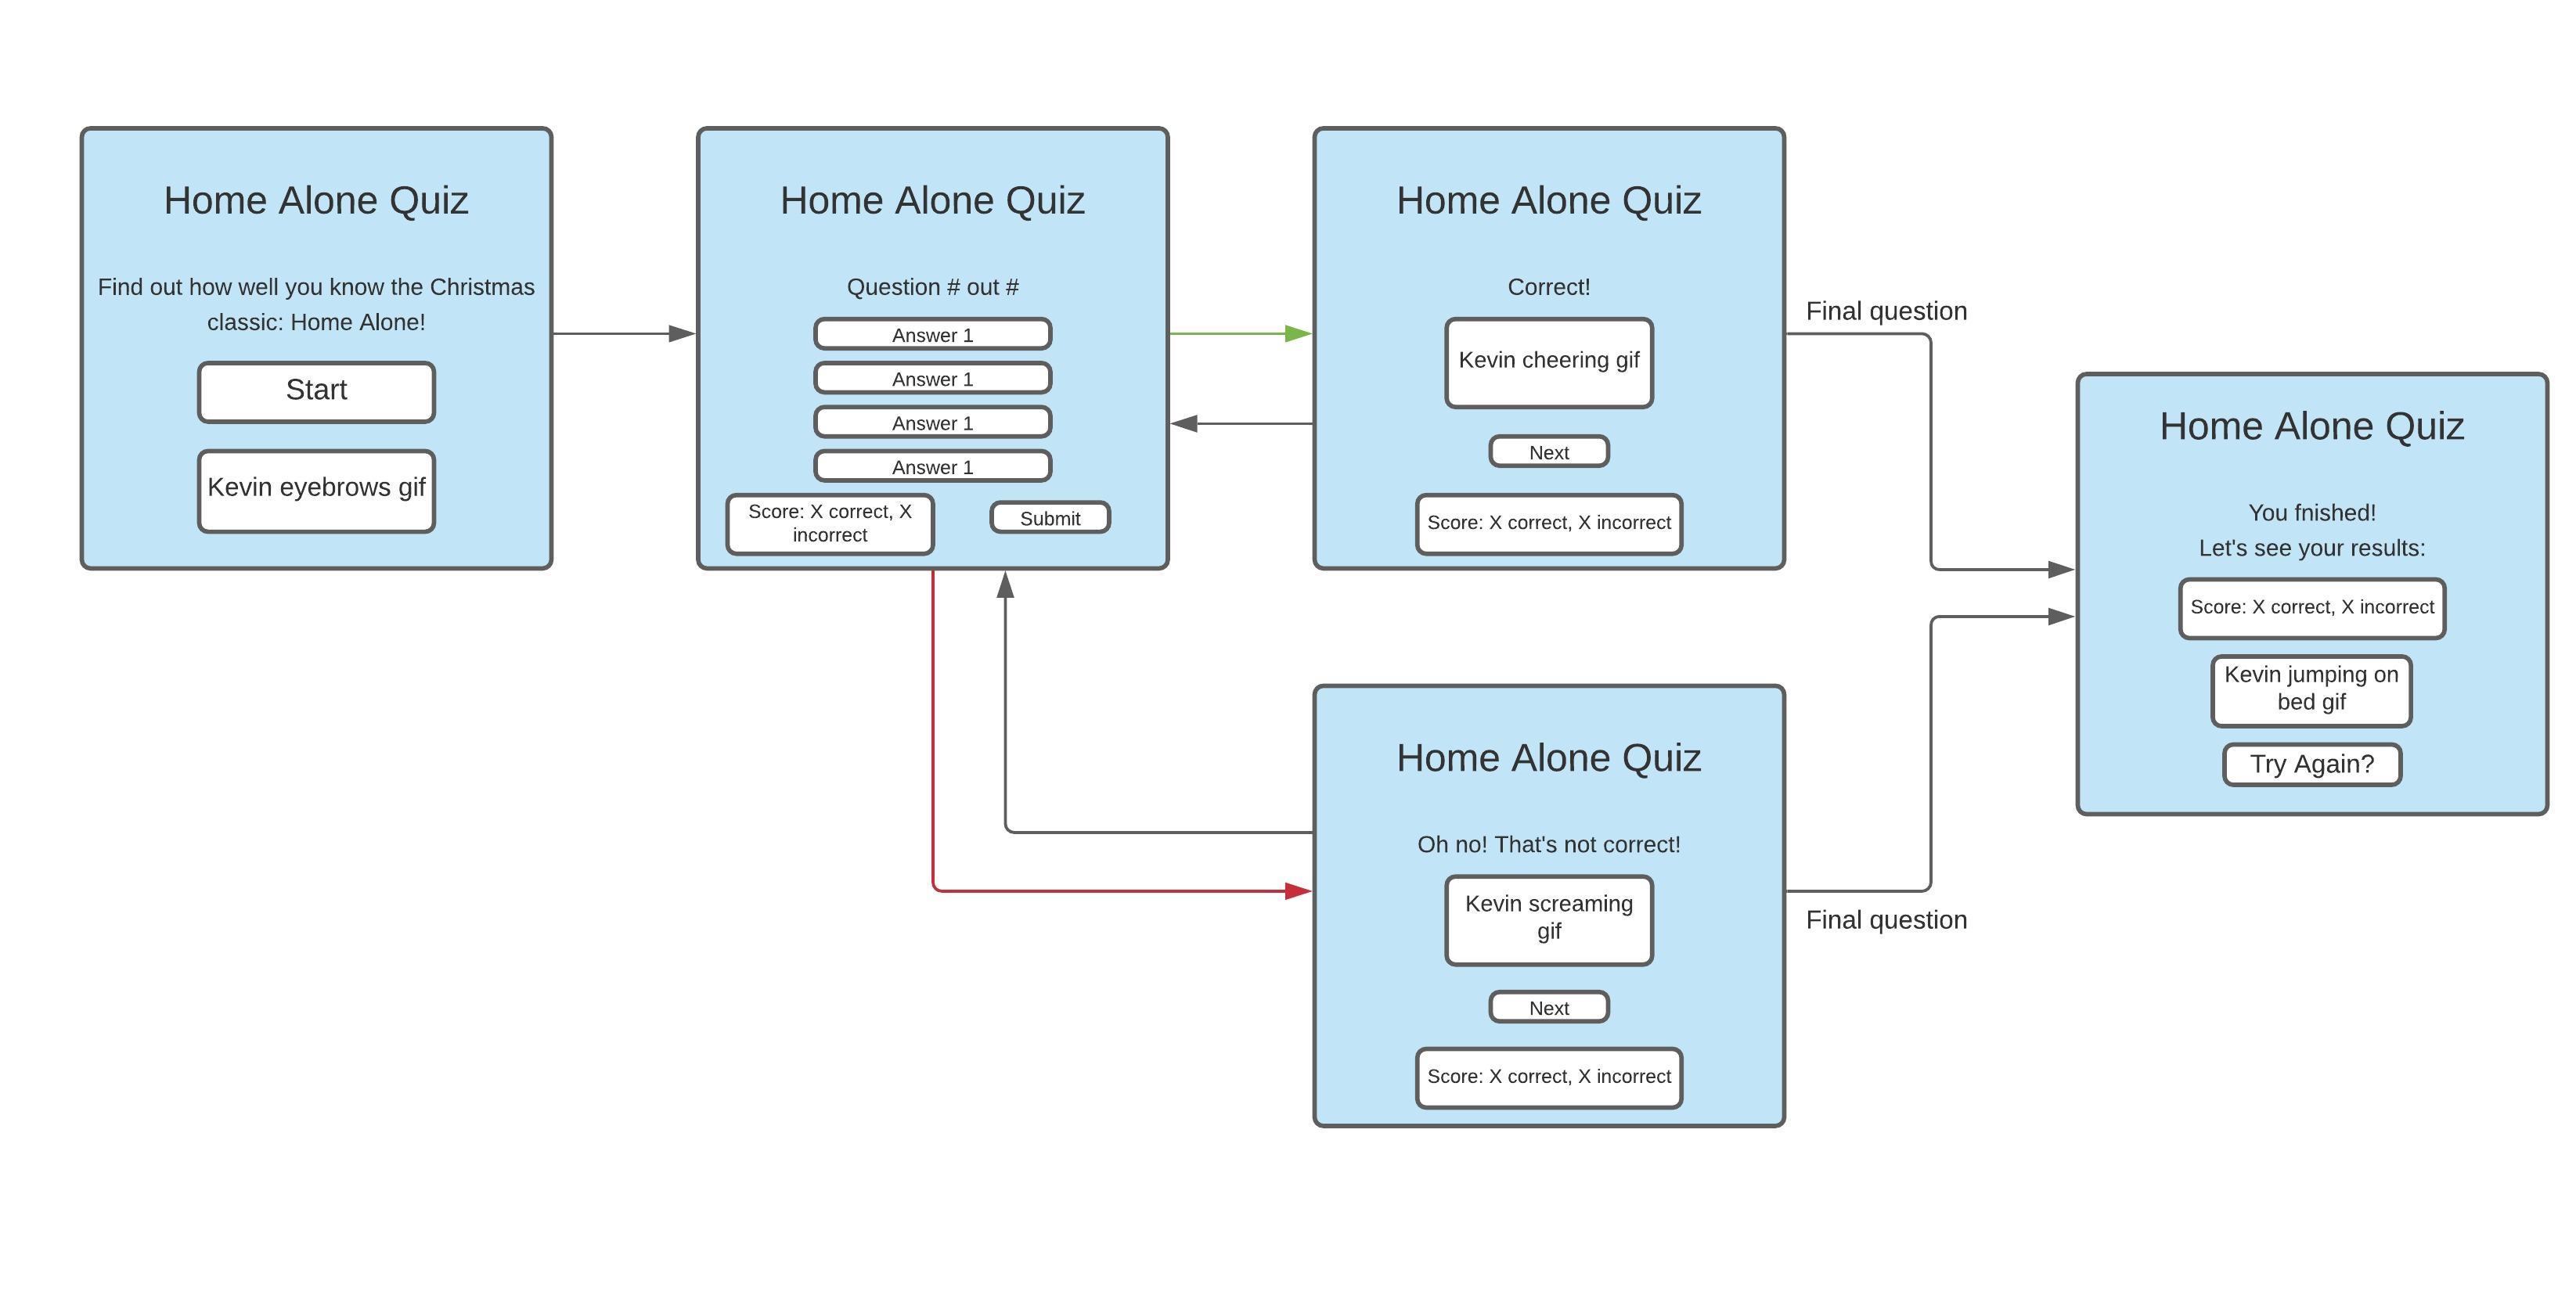 Home Alone Quiz
Find out how well you know the Christmas
classic: Home Alone!
Start
Kevin eyebrows gif
Home Alone Quiz
Question # out #
Answer 1
Answer 1
Answer 1
Answer 1
Score: X correct, X
incorrect
Submit
Home Alone Quiz
Correct!
Kevin cheering gif
Next
Score: X correct, X incorrect
Final question
Home Alone Quiz
Oh no! That's not correct!
Kevin screaming
gif
Next
Score: X correct, X incorrect
Final question
Home Alone Quiz
You fnished!
Let's see your results:
Score: X correct, X incorrect
Kevin jumping on
bed gif
Try Again?